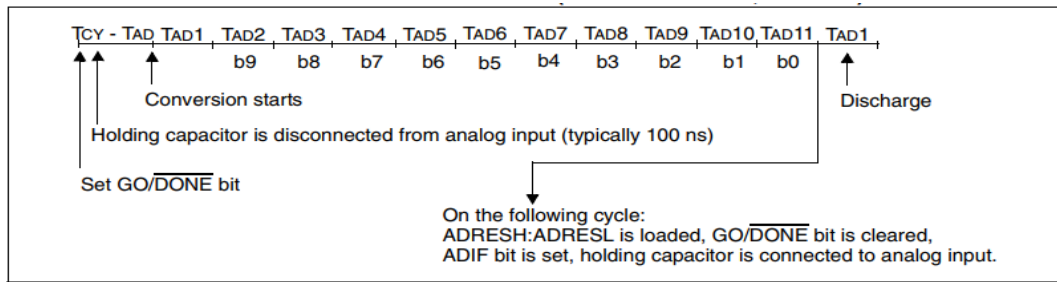 TCY - TAD TAD1 TAD2 TAD3 TAD4 TAD5 TAD6 TAD7 TAD8 TAD9 TAD10 TAD11 TAD1
b9 b8 b7 b6 b5 b4 b3 b2 b1 b0
Conversion starts
Discharge
Holding capacitor is disconnected from analog input (typically 100 ns)
Set GO/DONE bit
On the following cycle:
ADRESH:ADRESL is loaded, GO/DONE bit is cleared,
ADIF bit is set, holding capacitor is connected to analog input.